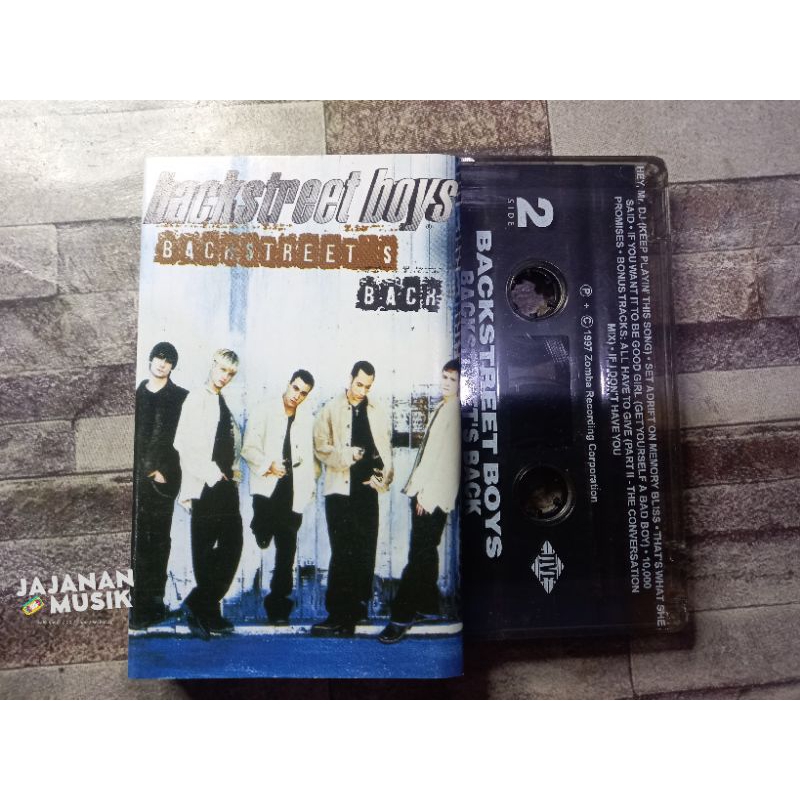 backstreet boys
BACKSTREET'S
BACK
JAJANAN
MUSIK
2
SIDE
BACKSTREET BOYS
BACKSTREET'S BACK
HEY, Mr. DJ (KEEP PLAYIN' THIS SONG) • SET ADRIFT ON MEMORY BLISS • THAT'S WHAT SHE
SAID • IF YOU WANT IT TO BE GOOD GIRL (GET YOURSELF A BAD BOY) • 10,000
PROMISES • BONUS TRACKS: ALL HAVE TO GIVE (PART II - THE CONVERSATION
MIX) • IF I DON'T HAVE YOU
℗ + © 1997 Zomba Recording Corporation